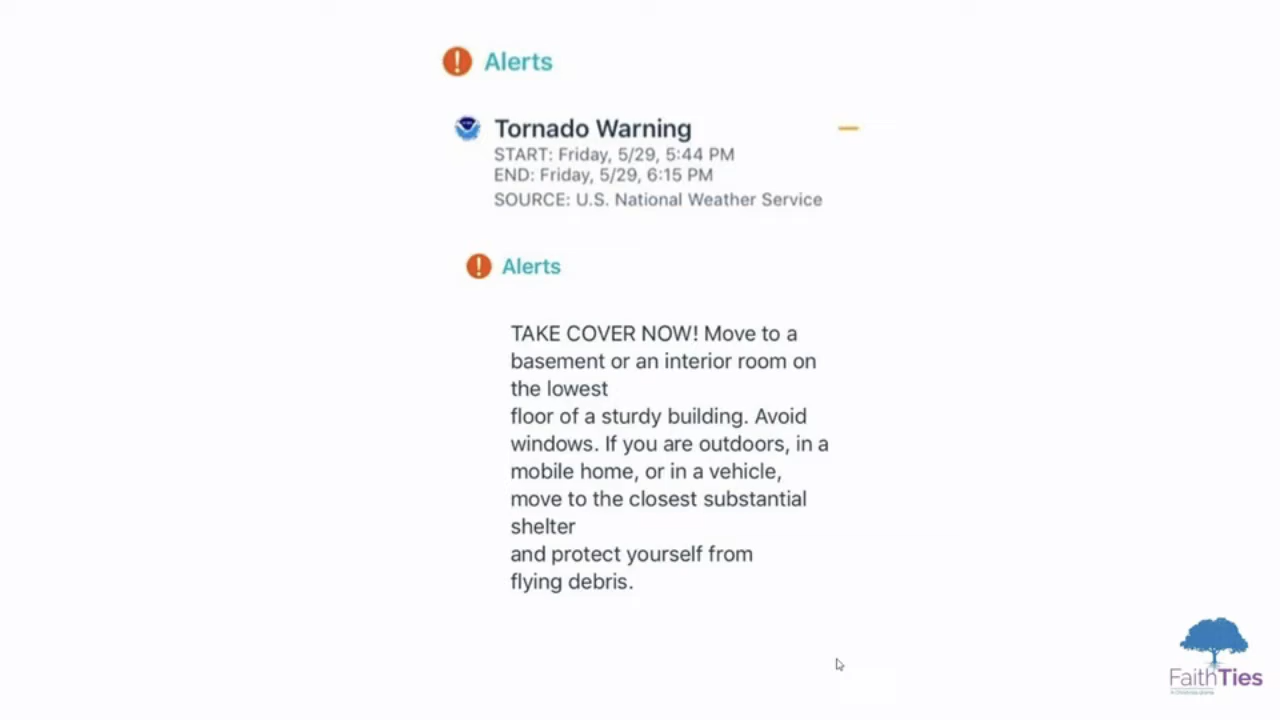 Alerts
Tornado Warning
START: Friday, 5/29, 5:44 PM
END: Friday, 5/29, 6:15 PM
SOURCE: U.S. National Weather Service
Alerts
TAKE COVER NOW! Move to a
basement or an interior room on
the lowest
floor of a sturdy building. Avoid
windows. If you are outdoors, in a
mobile home, or in a vehicle,
move to the closest substantial
shelter
and protect yourself from
flying debris.
FaithTies